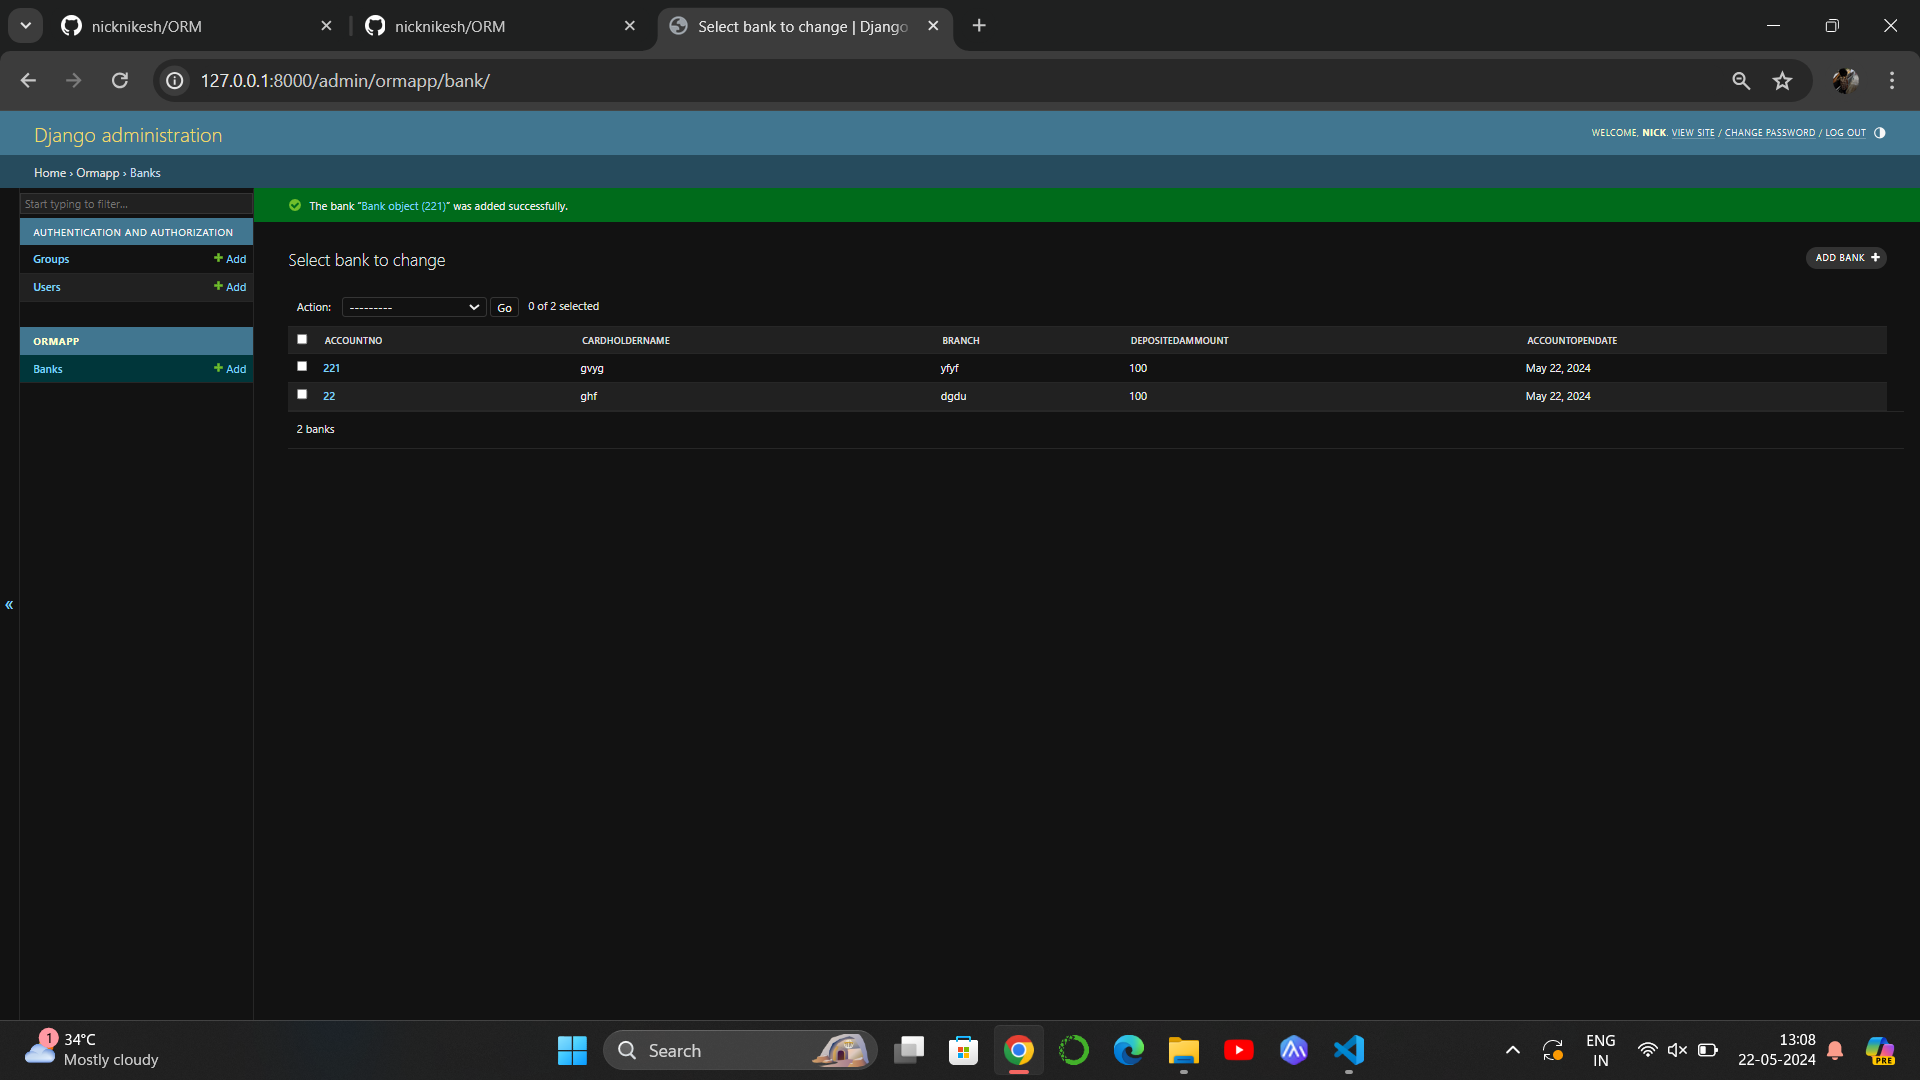 nicknikesh/ORM
nicknikesh/ORM
Select bank to change | Django
127.0.0.1:8000/admin/ormapp/bank/
Django administration
WELCOME, NICK. VIEW SITE / CHANGE PASSWORD / LOG OUT
Home › Ormapp › Banks
Start typing to filter...
AUTHENTICATION AND AUTHORIZATION
Groups + Add
Users + Add
ORMAPP
Banks + Add
«
The bank “Bank object (221)” was added successfully.
Select bank to change
ADD BANK +
Action: --------- Go 0 of 2 selected
ACCOUNTNO CARDHOLDERNAME BRANCH DEPOSITEDAMMOUNT ACCOUNTOPENDATE
221 gvyg yfyf 100 May 22, 2024
22 ghf dgdu 100 May 22, 2024
2 banks
1
34°C
Mostly cloudy
Search
ENG
IN
13:08
22-05-2024
PRE